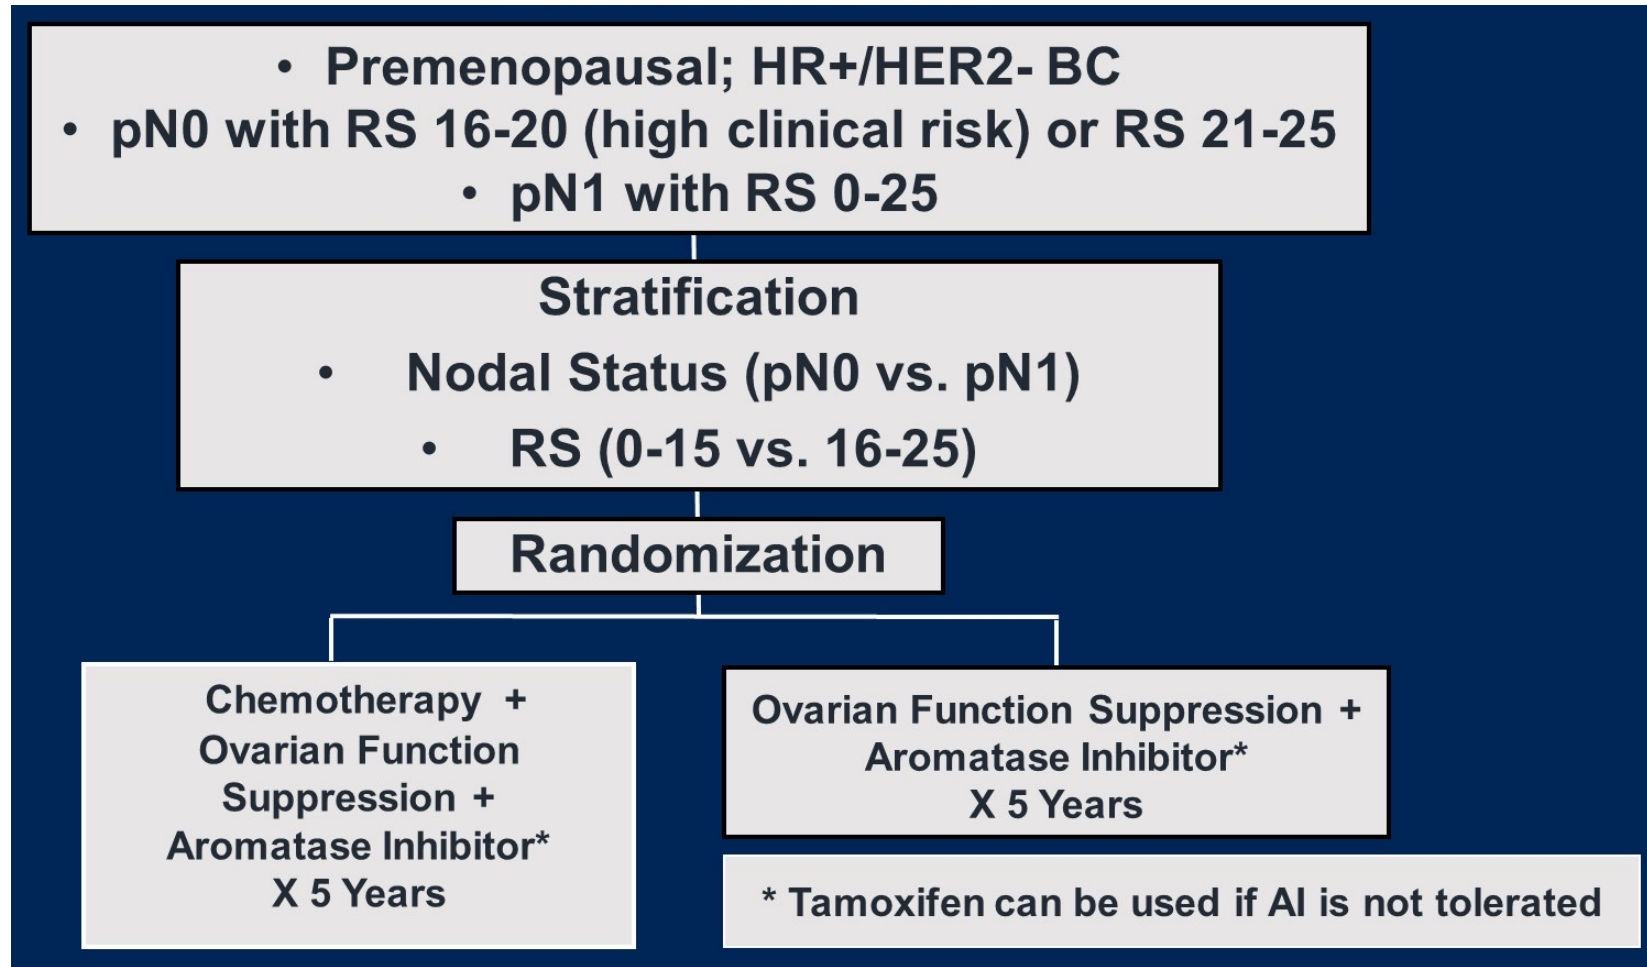 • Premenopausal; HR+/HER2- BC
• pN0 with RS 16-20 (high clinical risk) or RS 21-25
• pN1 with RS 0-25
Stratification
• Nodal Status (pN0 vs. pN1)
• RS (0-15 vs. 16-25)
Randomization
Chemotherapy +
Ovarian Function
Suppression +
Aromatase Inhibitor*
X 5 Years
Ovarian Function Suppression +
Aromatase Inhibitor*
X 5 Years
* Tamoxifen can be used if AI is not tolerated